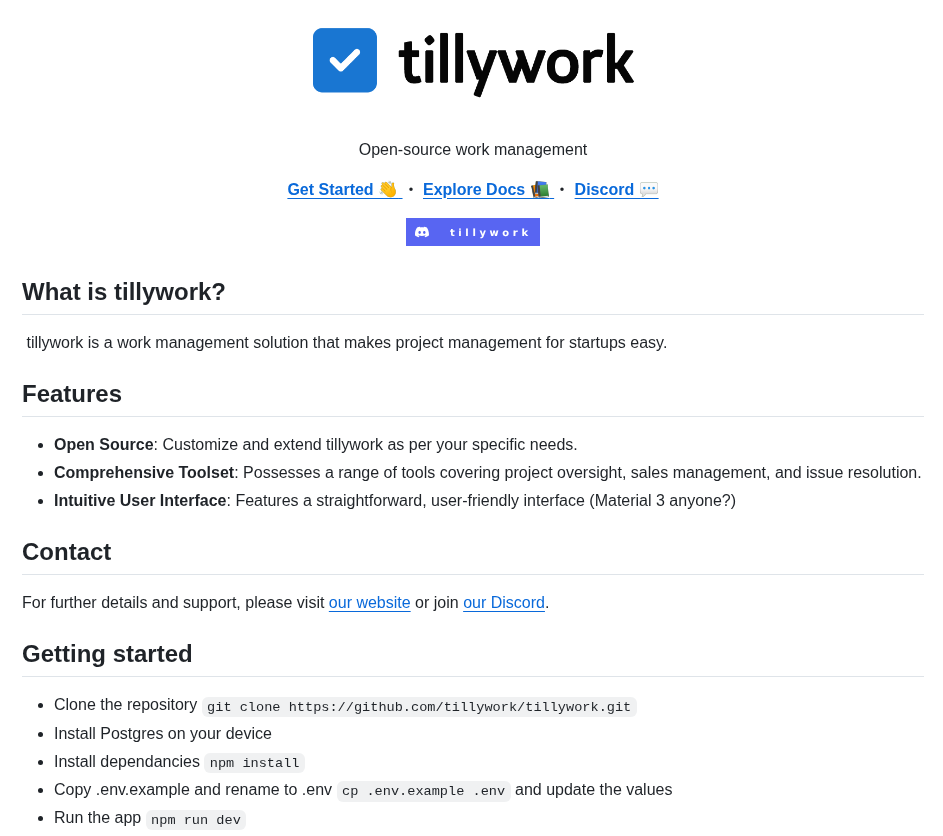 tillywork
Open-source work management
Get Started 👋 • Explore Docs 📚 • Discord 💬
tillywork
What is tillywork?
tillywork is a work management solution that makes project management for startups easy.
Features
• Open Source: Customize and extend tillywork as per your specific needs.
• Comprehensive Toolset: Possesses a range of tools covering project oversight, sales management, and issue resolution.
• Intuitive User Interface: Features a straightforward, user-friendly interface (Material 3 anyone?)
Contact
For further details and support, please visit our website or join our Discord.
Getting started
• Clone the repository git clone https://github.com/tillywork/tillywork.git
• Install Postgres on your device
• Install dependancies npm install
• Copy .env.example and rename to .env cp .env.example .env and update the values
• Run the app npm run dev